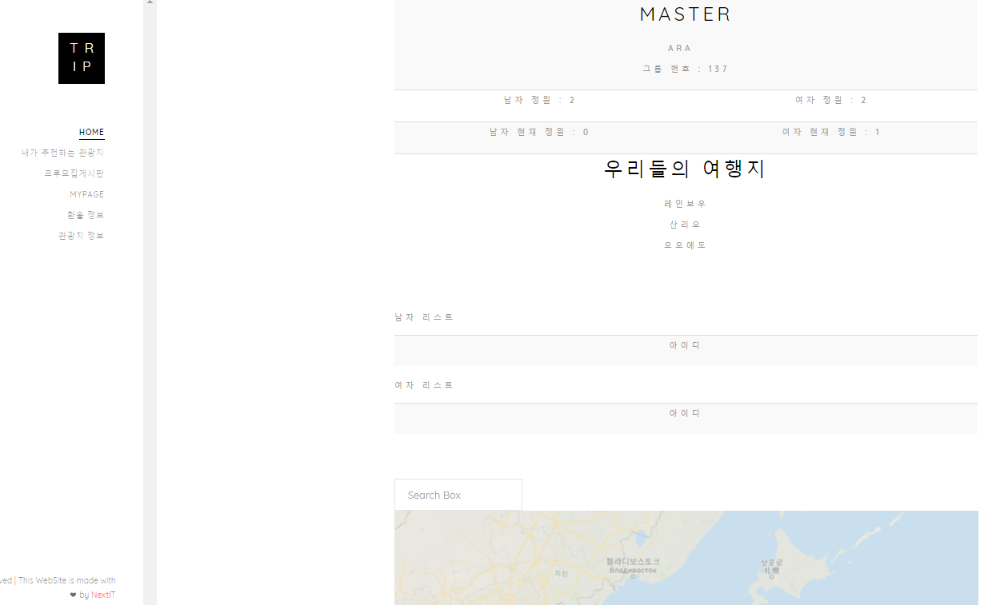 T R
I P
HOME
내가 추천하는 관광지
크루모집게시판
MYPAGE
환율 정보
관광지 정보
ved | This WebSite is made with
❤ by NextIT
MASTER
ARA
그룹 번호 : 137
남자 정원 : 2
여자 정원 : 2
남자 현재 정원 : 0
여자 현재 정원 : 1
우리들의 여행지
레인보우
산리오
오오에도
남자 리스트
아이디
여자 리스트
아이디
Search Box
블라디보스토크
Владивосток
지린
삿포로
札幌